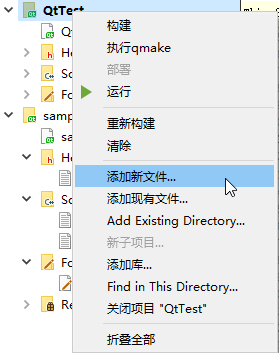 QtTest
Qt
He
So
Fo
samp
sa
He
So
Fo
Re
构建
执行qmake
部署
运行
重新构建
清除
添加新文件...
添加现有文件...
Add Existing Directory...
新子项目...
添加库...
Find in This Directory...
关闭项目 "QtTest"
折叠全部